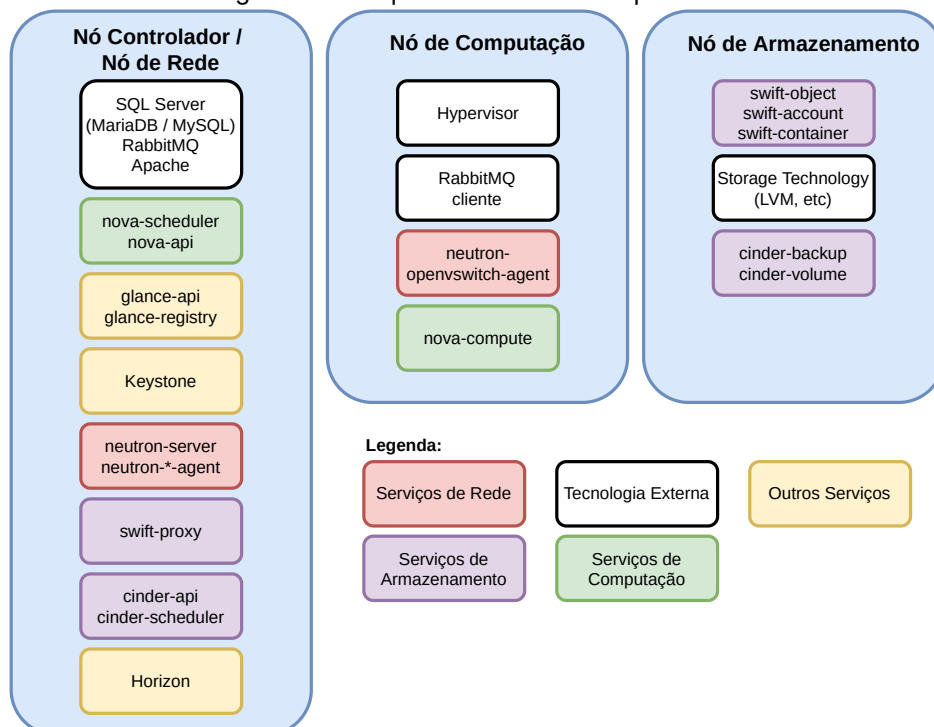 Nó Controlador /
Nó de Rede
SQL Server
(MariaDB / MySQL)
RabbitMQ
Apache
nova-scheduler
nova-api
glance-api
glance-registry
Keystone
neutron-server
neutron-*-agent
swift-proxy
cinder-api
cinder-scheduler
Horizon
Nó de Computação
Hypervisor
RabbitMQ
cliente
neutron-
openvswitch-agent
nova-compute
Nó de Armazenamento
swift-object
swift-account
swift-container
Storage Technology
(LVM, etc)
cinder-backup
cinder-volume
Legenda:
Serviços de Rede
Tecnologia Externa
Outros Serviços
Serviços de
Armazenamento
Serviços de
Computação